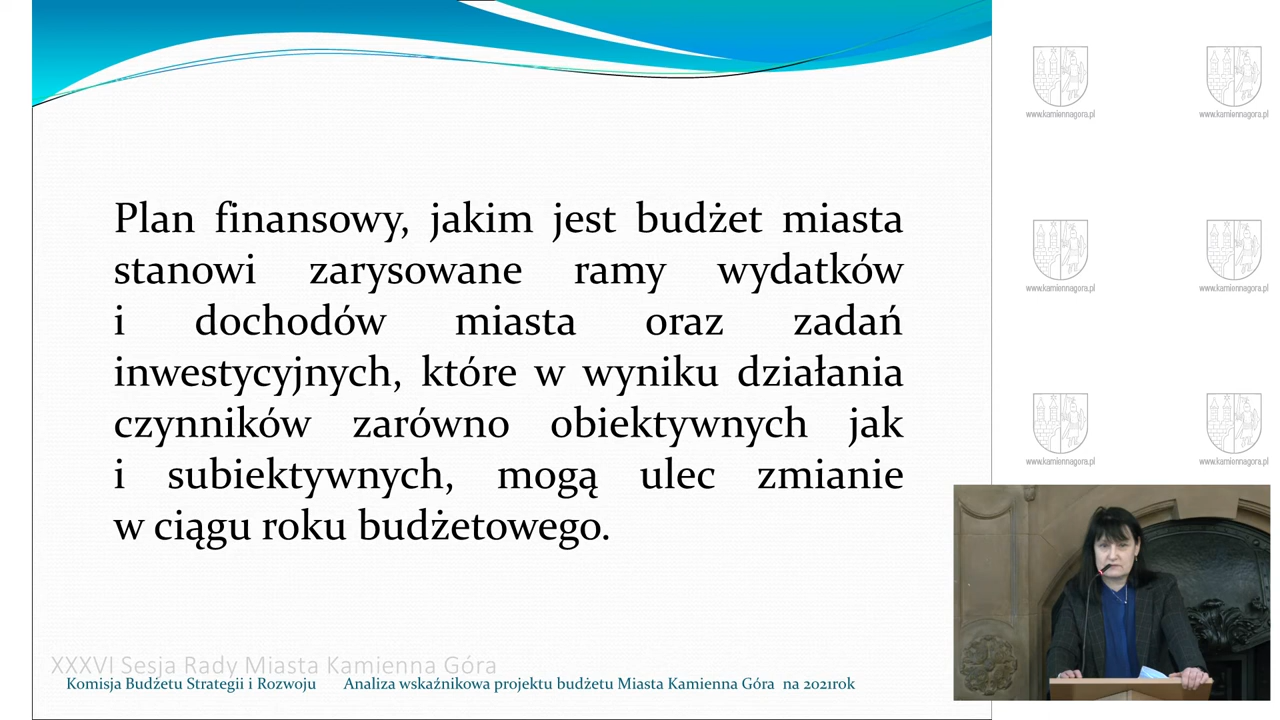 Plan finansowy, jakim jest budżet miasta
stanowi zarysowane ramy wydatków
i dochodów miasta oraz zadań
inwestycyjnych, które w wyniku działania
czynników zarówno obiektywnych jak
i subiektywnych, mogą ulec zmianie
w ciągu roku budżetowego.
XXXVI Sesja Rady Miasta Kamienna Góra
Komisja Budżetu Strategii i Rozwoju Analiza wskaźnikowa projektu budżetu Miasta Kamienna Góra na 2021rok
www.kamiennagora.pl www.kamiennagora.pl
www.kamiennagora.pl www.kamiennagora.pl
www.kamiennagora.pl www.kamiennagora.pl